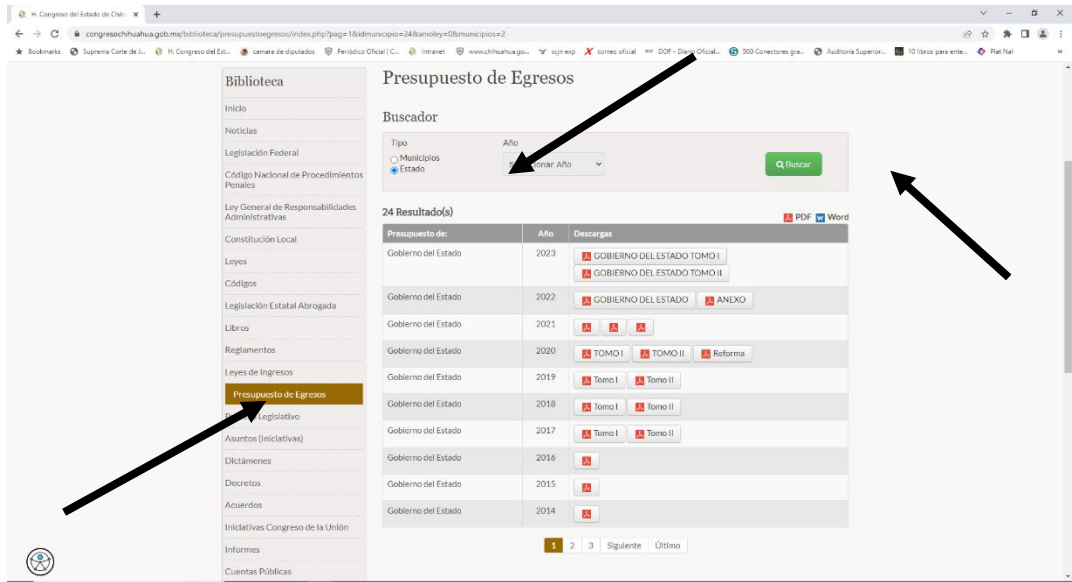 H. Congreso del Estado de Chih
congresochihuahua.gob.mx/biblioteca/presupuestoegresos/index.php?pag=1&idmunicipio=24&anioley=0&municipios=2
Bookmarks Suprema Corte de J... H. Congreso del Est... camara de diputados Periódico Oficial | C... Intranet www.chihuahua.go... scjn exp correo oficial DOF - Diario Oficial... 500 Conectores gra... Auditoría Superior... 10 libros para ente... Plat Nal »
Biblioteca
Inicio
Noticias
Legislación Federal
Código Nacional de Procedimientos
Penales
Ley General de Responsabilidades
Administrativas
Constitución Local
Leyes
Códigos
Legislación Estatal Abrogada
Libros
Reglamentos
Leyes de Ingresos
Presupuesto de Egresos
Legislativo
Asuntos (Iniciativas)
Dictámenes
Decretos
Acuerdos
Iniciativas Congreso de la Unión
Informes
Cuentas Públicas
Presupuesto de Egresos
Buscador
Tipo Año
Municipios
Estado
Año
Buscar
24 Resultado(s)
PDF Word
Presupuesto de: Año Descargas
Gobierno del Estado 2023 GOBIERNO DEL ESTADO TOMO I
GOBIERNO DEL ESTADO TOMO II
Gobierno del Estado 2022 GOBIERNO DEL ESTADO ANEXO
Gobierno del Estado 2021
Gobierno del Estado 2020 TOMO I TOMO II Reforma
Gobierno del Estado 2019 Tomo I Tomo II
Gobierno del Estado 2018 Tomo I Tomo II
Gobierno del Estado 2017 Tomo I Tomo II
Gobierno del Estado 2016
Gobierno del Estado 2015
Gobierno del Estado 2014
1 2 3 Siguiente Último